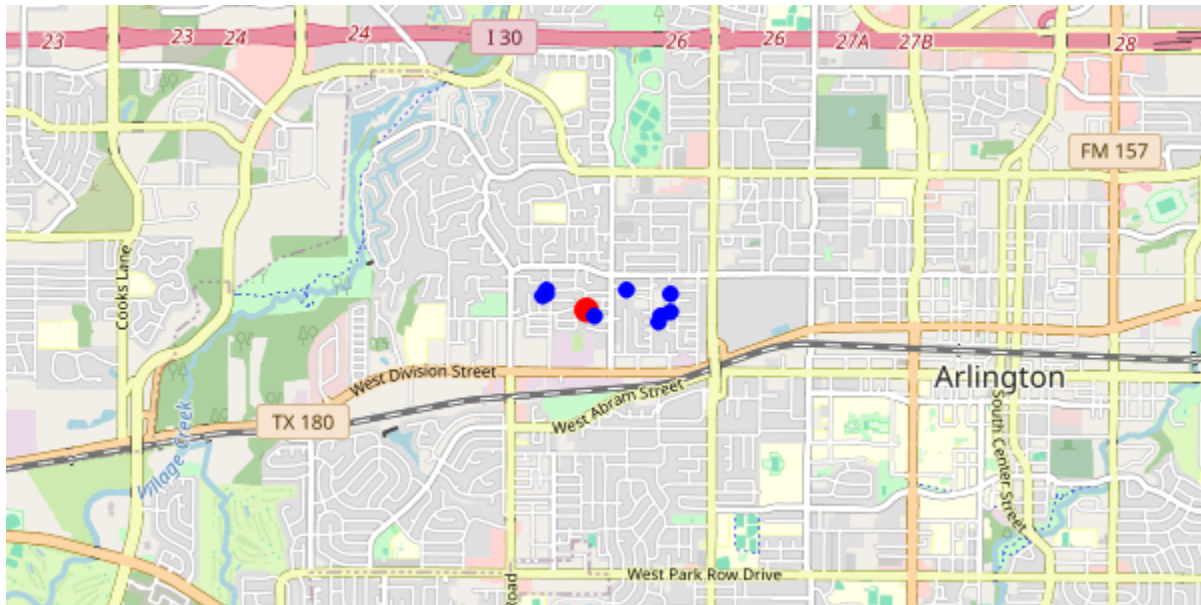 23
23
24
24
I 30
26
26
27A
27B
28
FM 157
Cooks Lane
West Division Street
Arlington
TX 180
West Abram Street
Village Creek
South Center Street
West Park Row Drive
Road